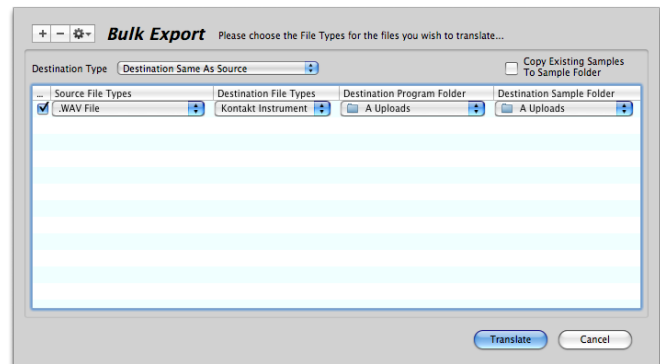 + - Bulk Export Please choose the File Types for the files you wish to translate...
Copy Existing Samples
To Sample Folder
Destination Type Destination Same As Source
... Source File Types Destination File Types Destination Program Folder Destination Sample Folder
.WAV File Kontakt Instrument A Uploads A Uploads
Translate Cancel